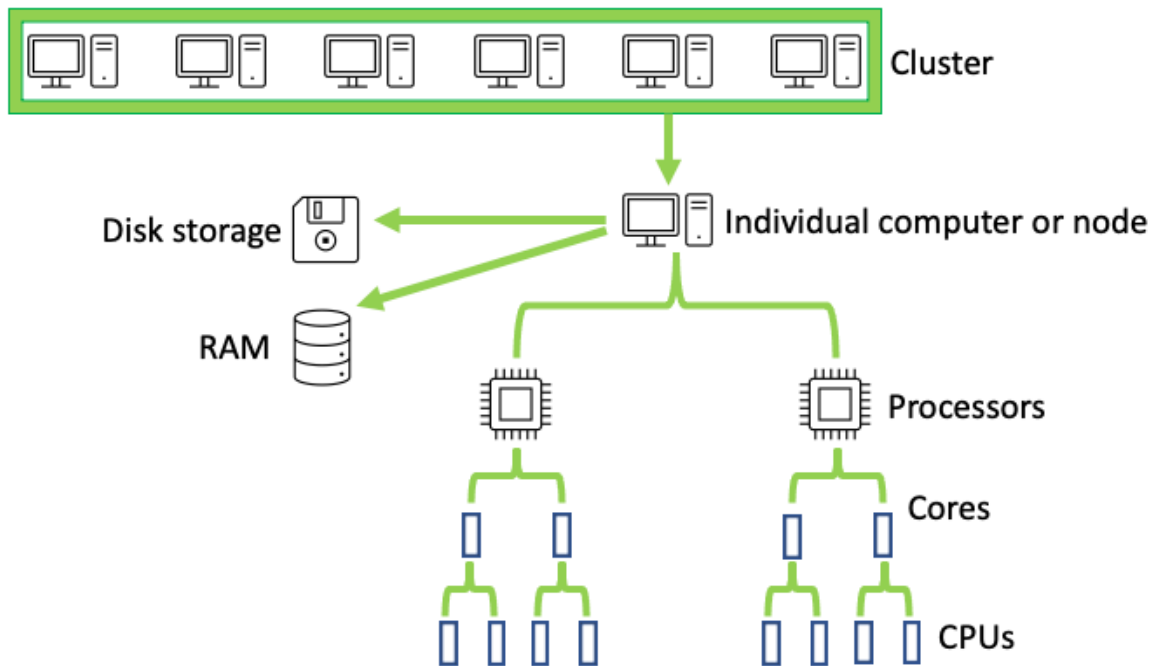 Cluster
Disk storage
Individual computer or node
RAM
Processors
Cores
CPUs